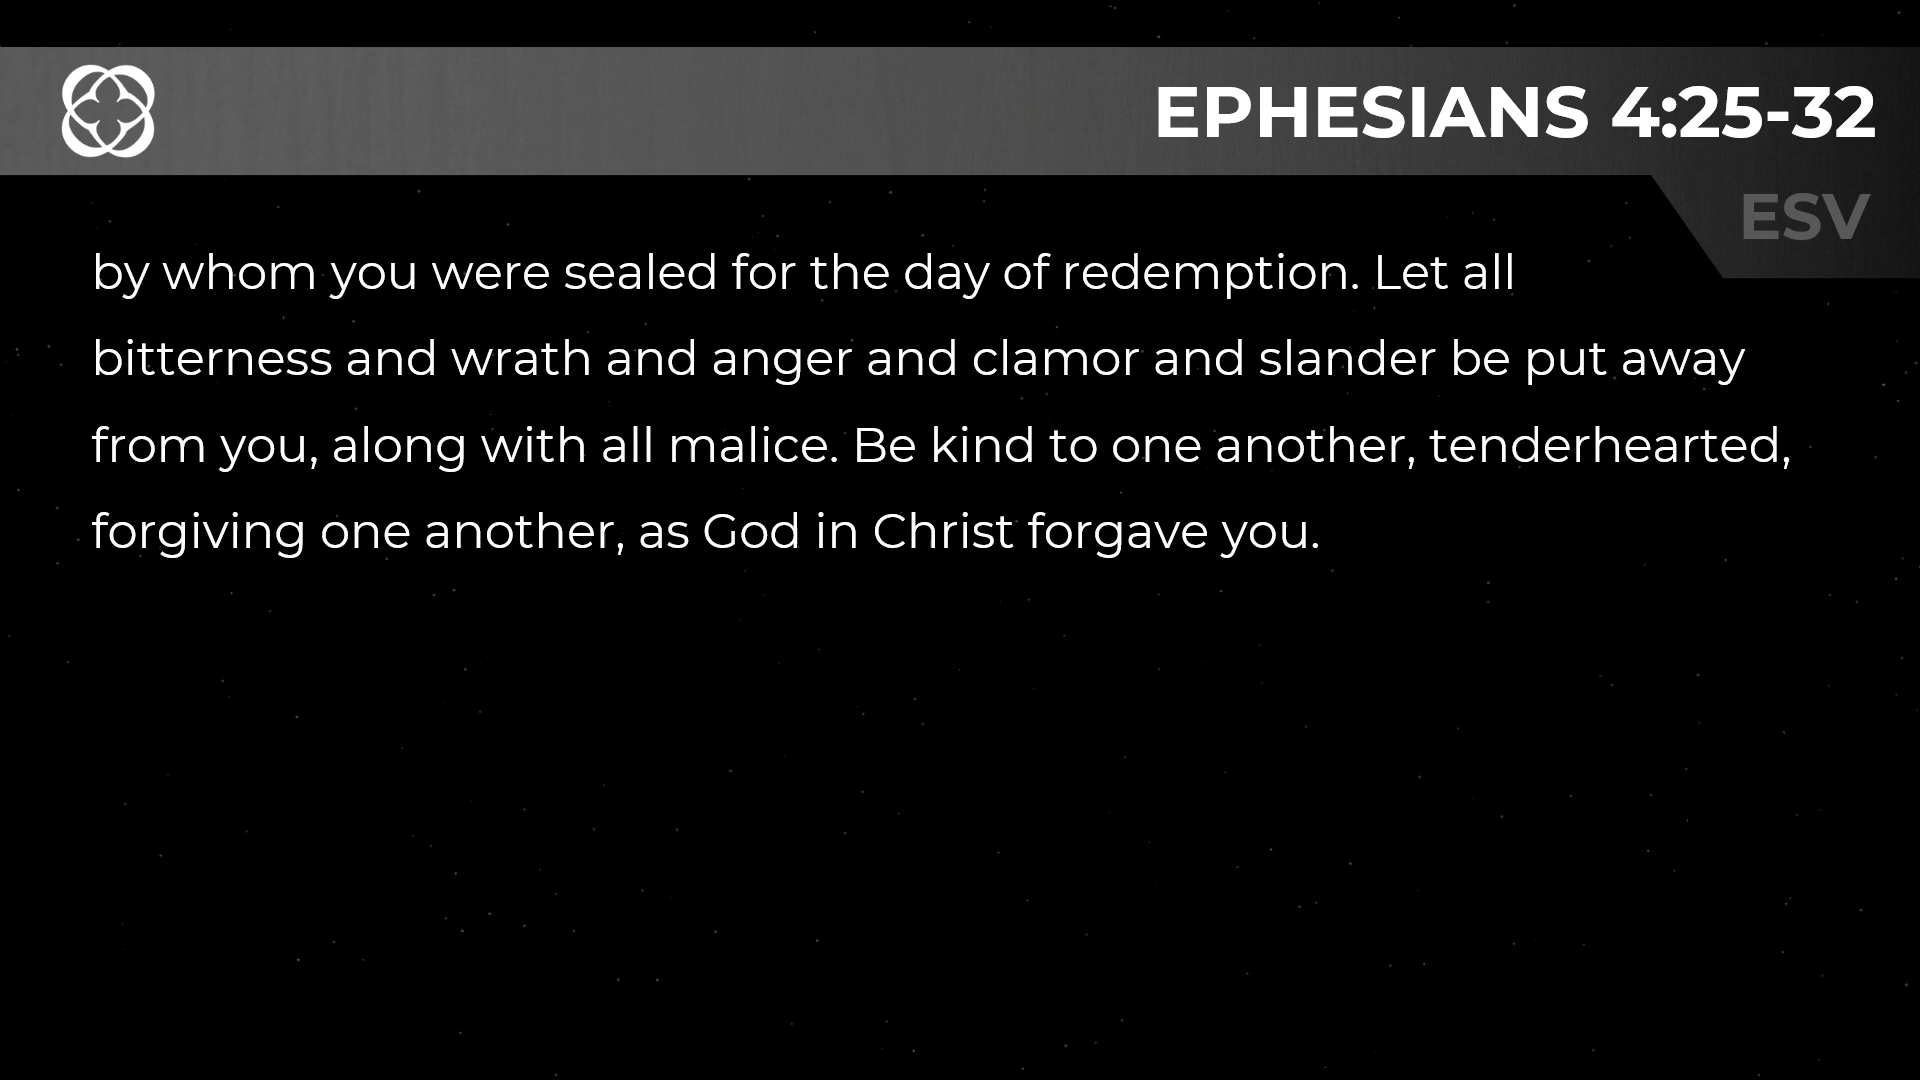 EPHESIANS 4:25-32
ESV
by whom you were sealed for the day of redemption. Let all
bitterness and wrath and anger and clamor and slander be put away
from you, along with all malice. Be kind to one another, tenderhearted,
forgiving one another, as God in Christ forgave you.